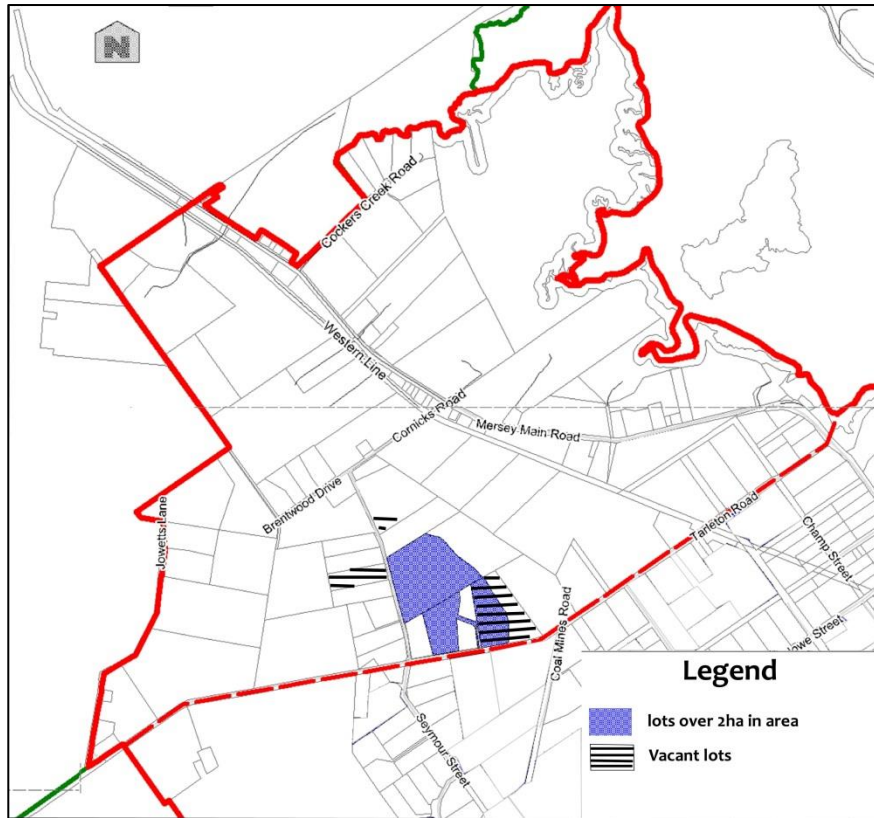 N
Cockers Creek Road
Western Line
Cornicks Road
Mersey Main Road
Brentwood Drive
Jowetts Lane
Tarleton Road
Champ Street
Coal Mines Road
lowe Street
Seymour Street
Legend
lots over 2ha in area
Vacant lots